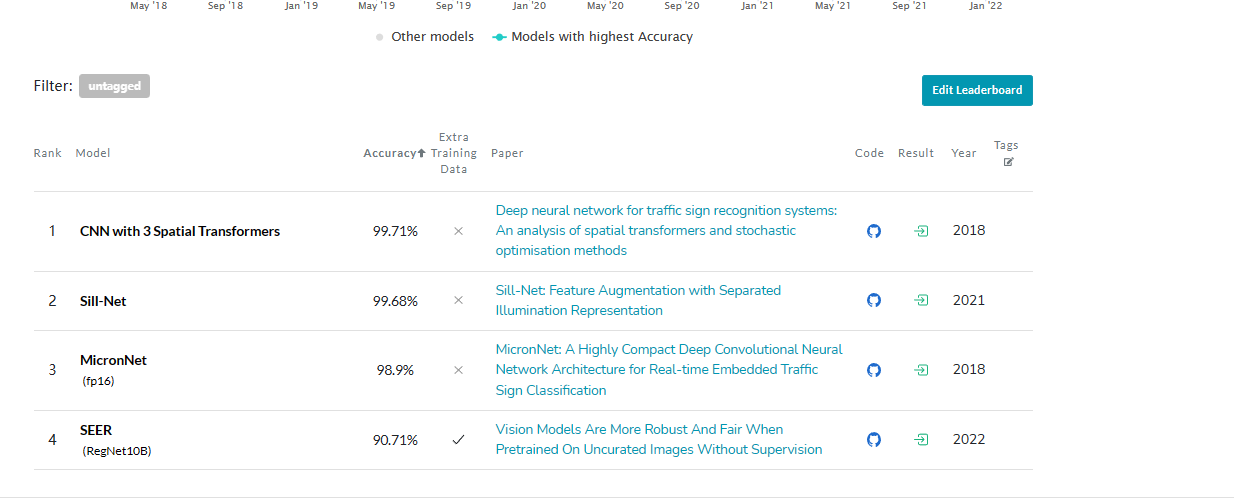 May '18 Sep '18 Jan '19 May '19 Sep '19 Jan '20 May '20 Sep '20 Jan '21 May '21 Sep '21 Jan '22
Other models Models with highest Accuracy
Filter: untagged
Edit Leaderboard
Rank Model Accuracy Extra Training Data Paper Code Result Year Tags
1 CNN with 3 Spatial Transformers 99.71% Deep neural network for traffic sign recognition systems:
An analysis of spatial transformers and stochastic
optimisation methods
2018
2 Sill-Net 99.68% Sill-Net: Feature Augmentation with Separated
Illumination Representation
2021
3 MicronNet
(fp16)
98.9% MicronNet: A Highly Compact Deep Convolutional Neural
Network Architecture for Real-time Embedded Traffic
Sign Classification
2018
4 SEER
(RegNet10B)
90.71% Vision Models Are More Robust And Fair When
Pretrained On Uncurated Images Without Supervision
2022